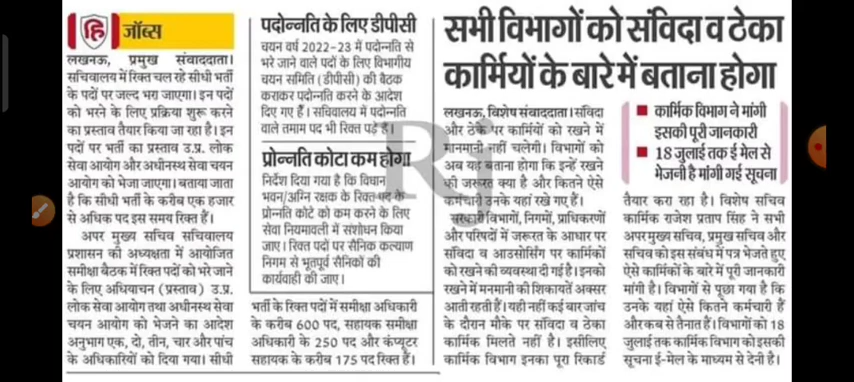 जॉब्स
लखनऊ, प्रमुख संवाददाता।
सचिवालय में रिक्त चल रहे सीधी भर्ती
के पदों पर जल्द भरा जाएगा। इन पदों
को भरने के लिए प्रक्रिया शुरू करने
का प्रस्ताव तैयार किया जा रहा है। इन
पदों पर भर्ती का प्रस्ताव उ.प्र. लोक
सेवा आयोग और अधीनस्थ सेवा चयन
आयोग को भेजा जाएगा। बताया जाता
है कि सीधी भर्ती के करीब एक हजार
से अधिक पद इस समय रिक्त हैं।
अपर मुख्य सचिव सचिवालय
प्रशासन की अध्यक्षता में आयोजित
समीक्षा बैठक में रिक्त पदों को भरे जाने
के लिए अधियाचन (प्रस्ताव) उ.प्र.
लोक सेवा आयोग तथा अधीनस्थ सेवा
चयन आयोग को भेजने का आदेश
अनुभाग एक, दो, तीन, चार और पांच
के अधिकारियों को दिया गया। सीधी
पदोन्नति के लिए डीपीसी
चयन वर्ष 2022-23 में पदोन्नति से
भरे जाने वाले पदों के लिए विभागीय
चयन समिति (डीपीसी) की बैठक
कराकर पदोन्नति करने के आदेश
दिए गए हैं। सचिवालय में पदोन्नति
वाले तमाम पद भी रिक्त पड़े हैं।
प्रोन्नति कोटा कम होगा
निर्देश दिया गया है कि विधान
भवन/अग्नि रक्षक के रिक्त पद के
प्रोन्नति कोटे को कम करने के लिए
सेवा नियमावली में संशोधन किया
जाए। रिक्त पदों पर सैनिक कल्याण
निगम से भूतपूर्व सैनिकों की
कार्यवाही की जाए।
भर्ती के रिक्त पदों में समीक्षा अधिकारी
के करीब 600 पद, सहायक समीक्षा
अधिकारी के 250 पद और कंप्यूटर
सहायक के करीब 175 पद रिक्त हैं।
सभी विभागों को संविदा व ठेका
कार्मियों के बारे में बताना होगा
लखनऊ, विशेष संवाददाता। संविदा
और ठेके पर कार्मियों को रखने में
मनमानी नहीं चलेगी। विभागों को
अब यह बताना होगा कि इन्हें रखने
की जरूरत क्या है और कितने ऐसे
कर्मचारी उनके यहां रखे गए हैं।
सरकारी विभागों, निगमों, प्राधिकरणों
और परिषदों में जरूरत के आधार पर
संविदा व आउसोर्सिंग पर कार्मिकों
को रखने की व्यवस्था दी गई है। इनको
रखने में मनमानी की शिकायतें अक्सर
आती रहती हैं। यही नहीं कई बार जांच
के दौरान मौके पर संविदा व ठेका
कार्मिक मिलते नहीं है। इसीलिए
कार्मिक विभाग इनका पूरा रिकार्ड
■ कार्मिक विभाग ने मांगी
इसकी पूरी जानकारी
■ 18 जुलाई तक ई मेल से
भेजनी है मांगी गई सूचना
तैयार करा रहा है। विशेष सचिव
कार्मिक राजेश प्रताप सिंह ने सभी
अपर मुख्य सचिव, प्रमुख सचिव और
सचिव को इस संबंध में पत्र भेजते हुए
ऐसे कार्मिकों के बारे में पूरी जानकारी
मांगी है। विभागों से पूछा गया है कि
उनके यहां ऐसे कितने कर्मचारी हैं
और कब से तैनात हैं। विभागों को 18
जुलाई तक कार्मिक विभाग को इसकी
सूचना ई-मेल के माध्यम से देनी है।
Rj